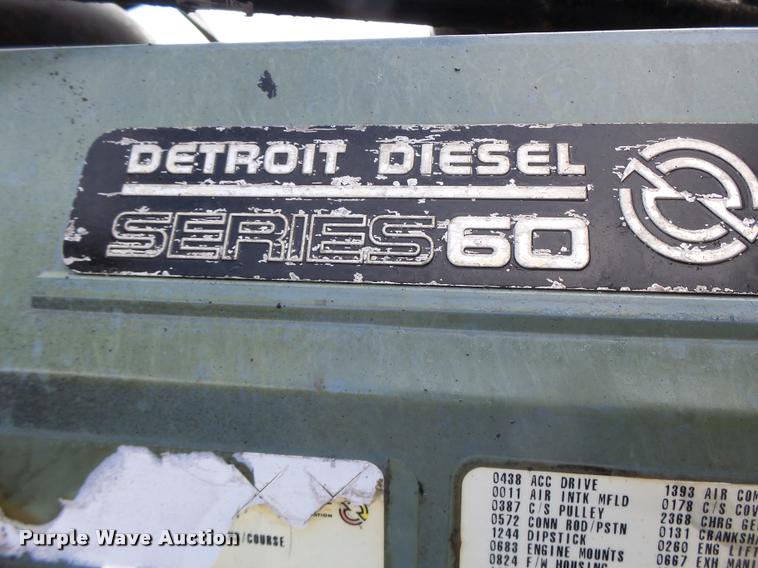 DETROIT DIESEL
SERIES 60
0438 ACC DRIVE
0011 AIR INTK MFLD
0387 C/S PULLEY
0572 CONN ROD/PSTN
1244 DIPSTICK
0683 ENGINE MOUNTS
0824 F/W HOUSING
1393 AIR COM
0178 C/S COV
2368 CHRG GE
0131 CRANKSHA
0260 ENG LIFT
0667 EXH MANI
/COURSE
Purple Wave Auction